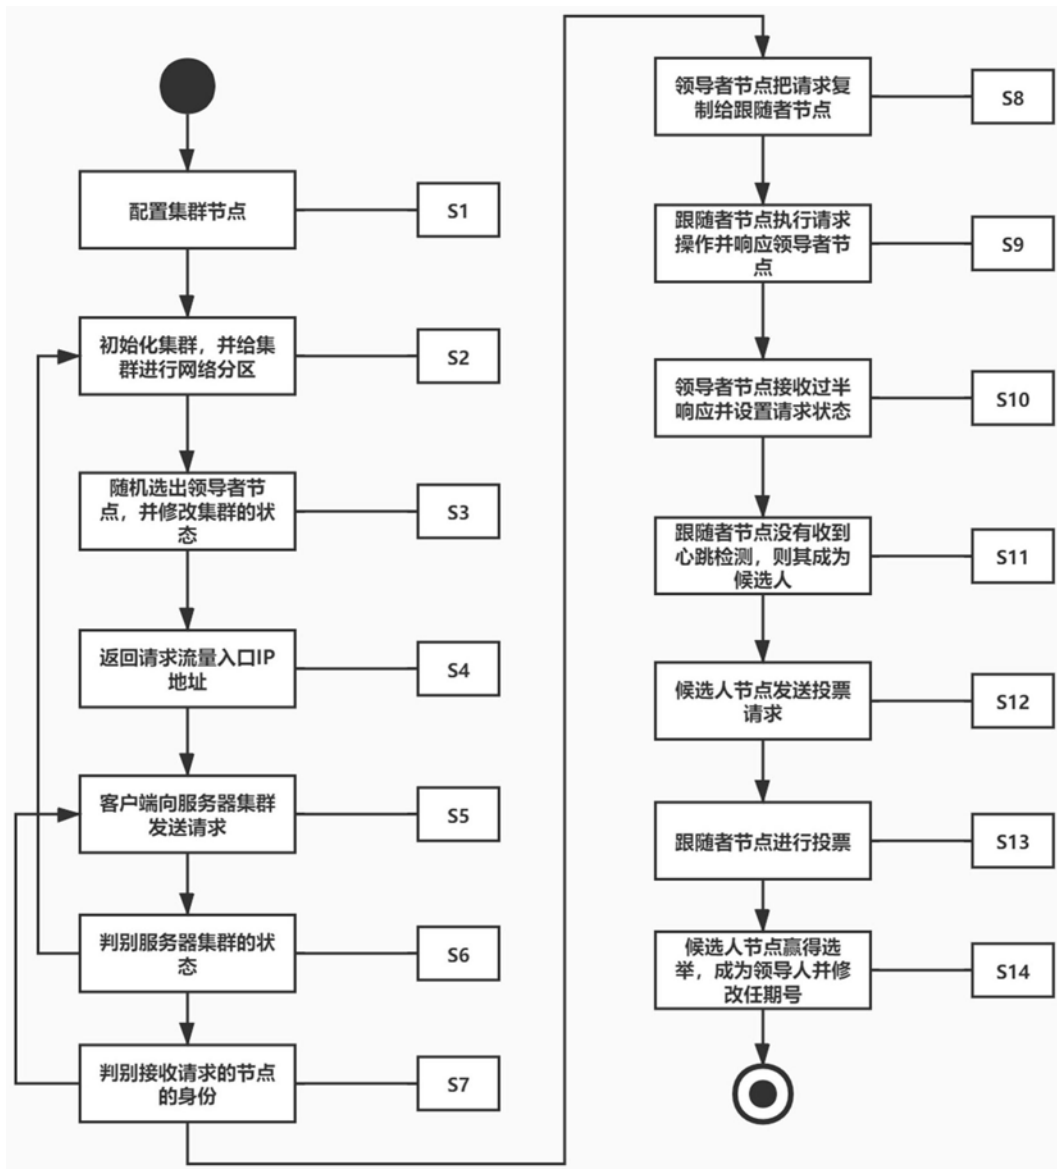 配置集群节点
S1
初始化集群，并给集
群进行网络分区
S2
随机选出领导者节
点，并修改集群的状
态
S3
返回请求流量入口IP
地址
S4
客户端向服务器集群
发送请求
S5
判别服务器集群的状
态
S6
判别接收请求的节点
的身份
S7
领导者节点把请求复
制给跟随者节点
S8
跟随者节点执行请求
操作并响应领导者节
点
S9
领导者节点接收过半
响应并设置请求状态
S10
跟随者节点没有收到
心跳检测，则其成为
候选人
S11
候选人节点发送投票
请求
S12
跟随者节点进行投票
S13
候选人节点赢得选
举，成为领导人并修
改任期号
S14